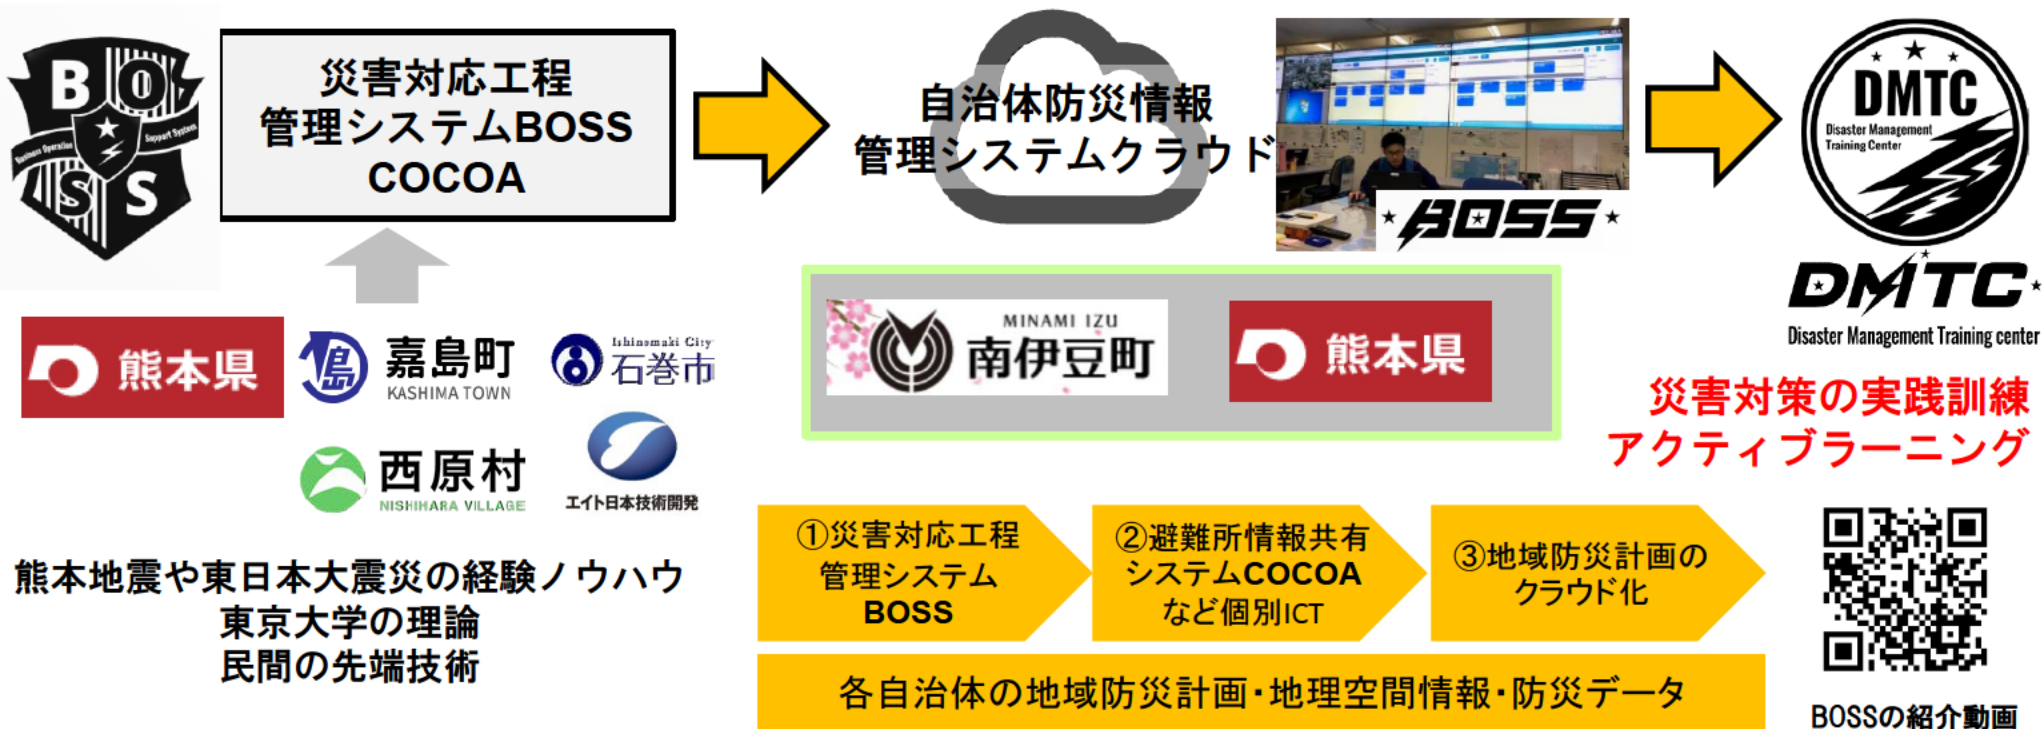 BOSS
Business Operation
Support System
災害対応工程
管理システムBOSS
COCOA
自治体防災情報
管理システムクラウド
BOSS
DMTC
Disaster Management
Training Center
DMTC
Disaster Management Training center
熊本県
嘉島町
KASHIMA TOWN
Ishinomaki City
石巻市
西原村
NISHIHARA VILLAGE
エイト日本技術開発
MINAMI IZU
南伊豆町
熊本県
災害対策の実践訓練
アクティブラーニング
熊本地震や東日本大震災の経験ノウハウ
東京大学の理論
民間の先端技術
①災害対応工程
管理システム
BOSS
②避難所情報共有
システムCOCOA
など個別ICT
③地域防災計画の
クラウド化
各自治体の地域防災計画・地理空間情報・防災データ
BOSSの紹介動画